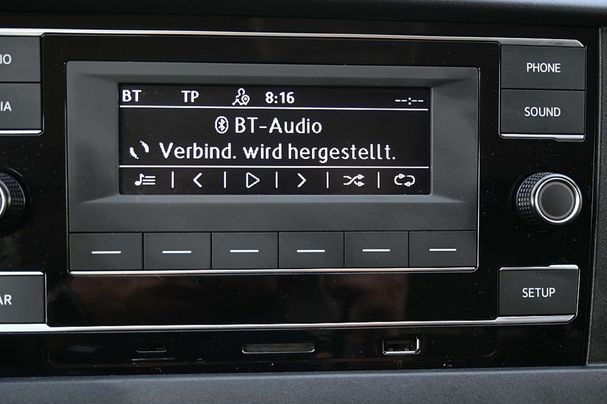 BT TP 8:16 --:--
BT-Audio
Verbind. wird hergestellt.
PHONE
SOUND
SETUP